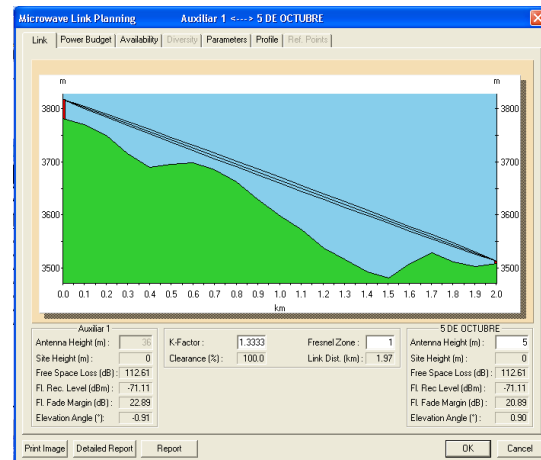 Microwave Link Planning Auxiliar 1 <---> 5 DE OCTUBRE
Link Power Budget Availability Diversity Parameters Profile Ref. Points
m m
3800 3800
3700 3700
3600 3600
3500 3500
0.0 0.1 0.2 0.3 0.4 0.5 0.6 0.7 0.8 0.9 1.0 1.1 1.2 1.3 1.4 1.5 1.6 1.7 1.8 1.9 2.0
km
Auxiliar 1
Antenna Height (m) : 36
Site Height (m) : 0
Free Space Loss (dB) : 112.61
Fl. Rec. Level (dBm) : -71.11
Fl. Fade Margin (dB) : 22.89
Elevation Angle (°): -0.91
K-Factor : 1.3333 Fresnel Zone : 1
Clearance (%) : 100.0 Link Dist. (km) : 1.97
5 DE OCTUBRE
Antenna Height (m) : 5
Site Height (m) : 0
Free Space Loss (dB) : 112.61
Fl. Rec. Level (dBm) : -71.11
Fl. Fade Margin (dB) : 20.89
Elevation Angle (°) : 0.90
Print Image Detailed Report Report OK Cancel